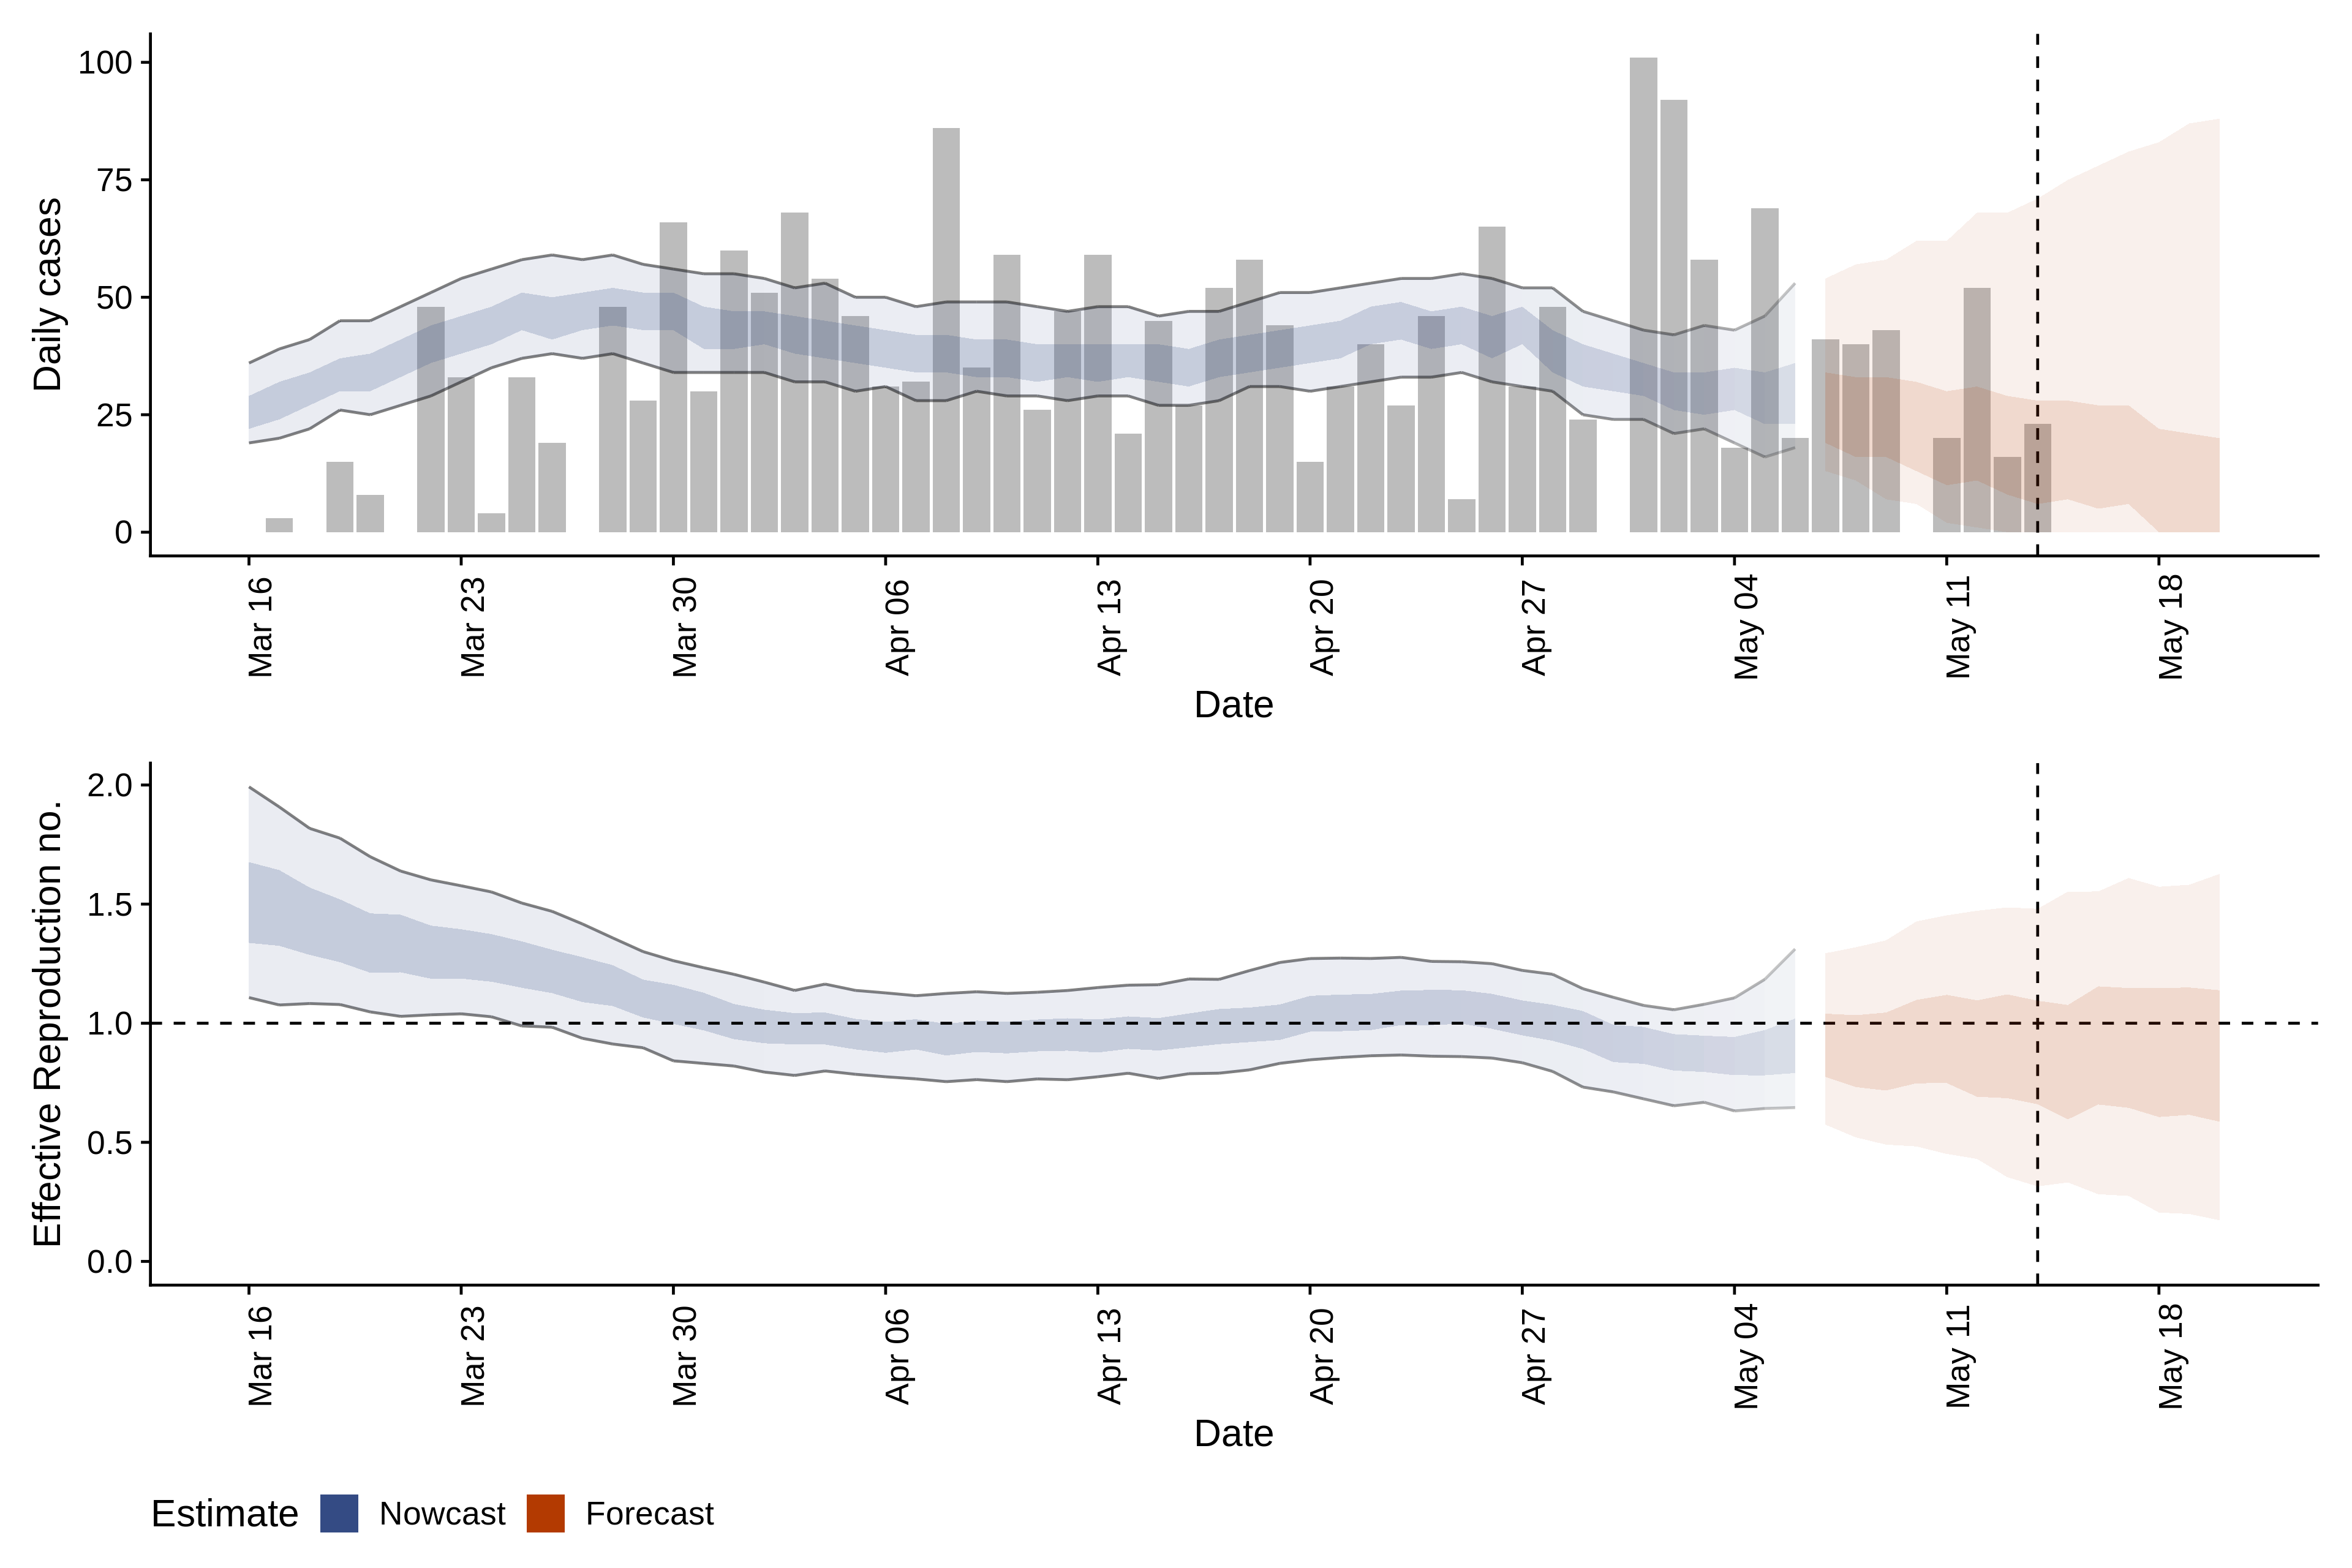 Daily cases
100
75
50
25
0
Mar 16
Mar 23
Mar 30
Apr 06
Apr 13
Apr 20
Apr 27
May 04
May 11
May 18
Date
Effective Reproduction no.
2.0
1.5
1.0
0.5
0.0
Mar 16
Mar 23
Mar 30
Apr 06
Apr 13
Apr 20
Apr 27
May 04
May 11
May 18
Date
Estimate Nowcast Forecast